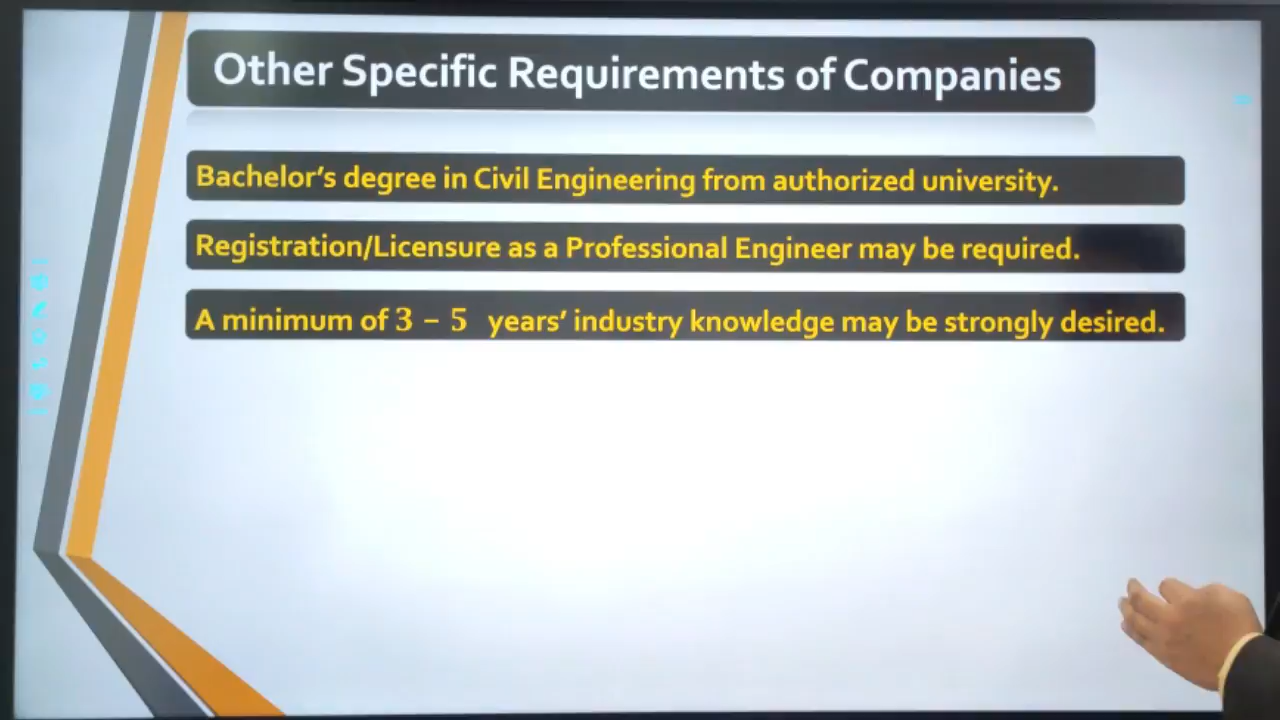 Other Specific Requirements of Companies
Bachelor’s degree in Civil Engineering from authorized university.
Registration/Licensure as a Professional Engineer may be required.
A minimum of 3 – 5 years’ industry knowledge may be strongly desired.